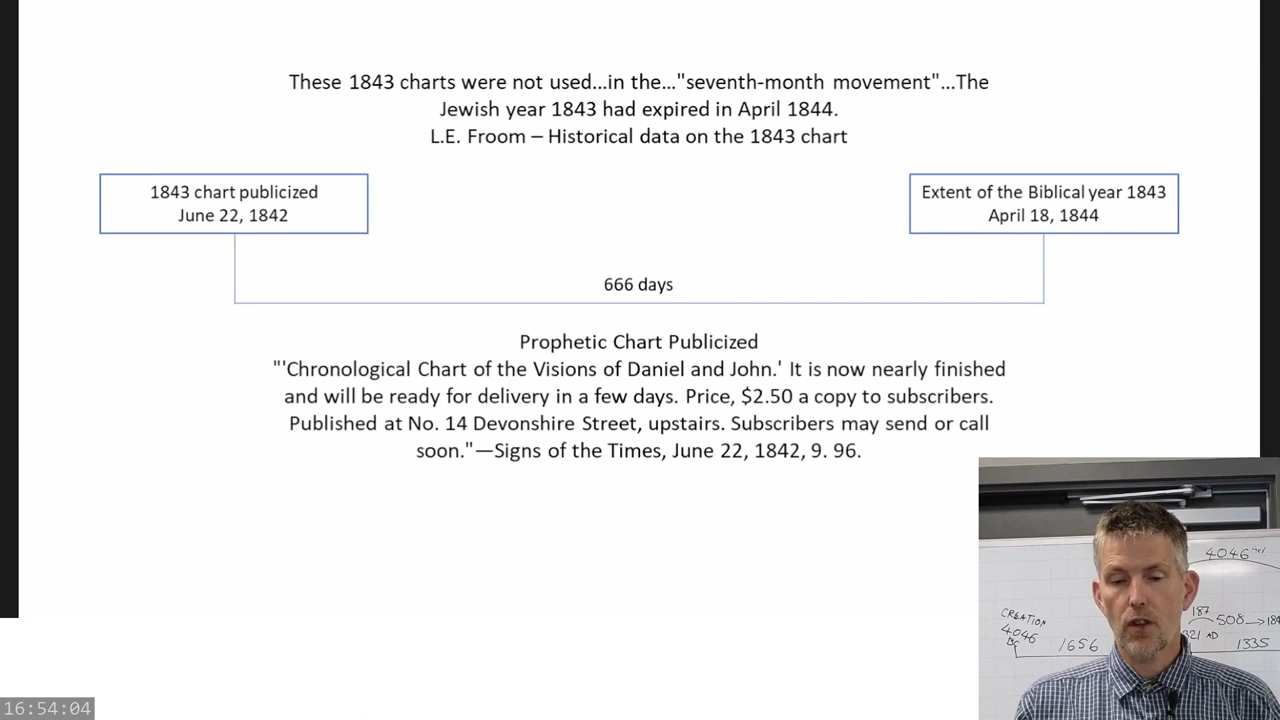 These 1843 charts were not used...in the..."seventh-month movement"...The
Jewish year 1843 had expired in April 1844.
L.E. Froom – Historical data on the 1843 chart
1843 chart publicized
June 22, 1842
Extent of the Biblical year 1843
April 18, 1844
666 days
Prophetic Chart Publicized
"'Chronological Chart of the Visions of Daniel and John.' It is now nearly finished
and will be ready for delivery in a few days. Price, $2.50 a copy to subscribers.
Published at No. 14 Devonshire Street, upstairs. Subscribers may send or call
soon."—Signs of the Times, June 22, 1842, 9. 96.
4046
CREATION
4046
BC
1656
187
508
AD
1335
16:54:04